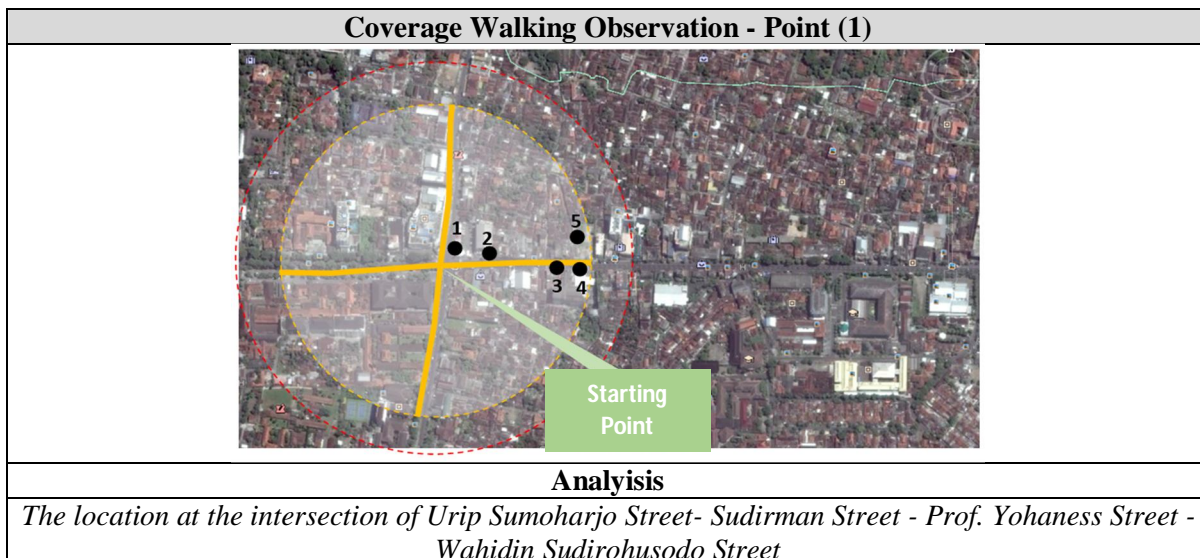 Coverage Walking Observation - Point (1)
5
1
2
3
4
Starting
Point
Analyisis
The location at the intersection of Urip Sumoharjo Street- Sudirman Street - Prof. Yohaness Street -
Wahidin Sudirohusodo Street